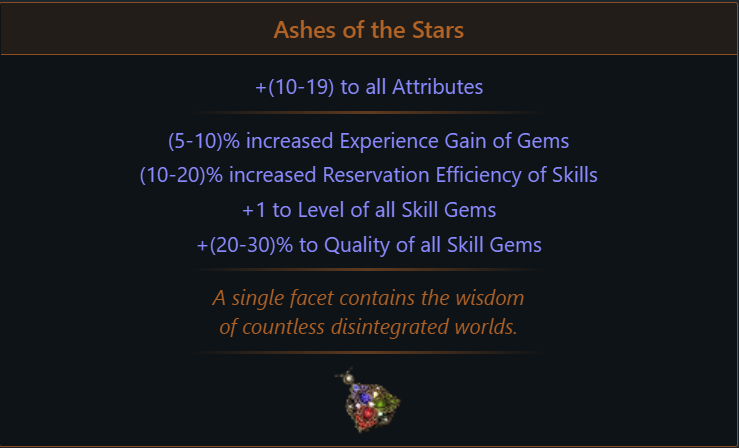 Ashes of the Stars
+(10-19) to all Attributes
(5-10)% increased Experience Gain of Gems
(10-20)% increased Reservation Efficiency of Skills
+1 to Level of all Skill Gems
+(20-30)% to Quality of all Skill Gems
A single facet contains the wisdom
of countless disintegrated worlds.